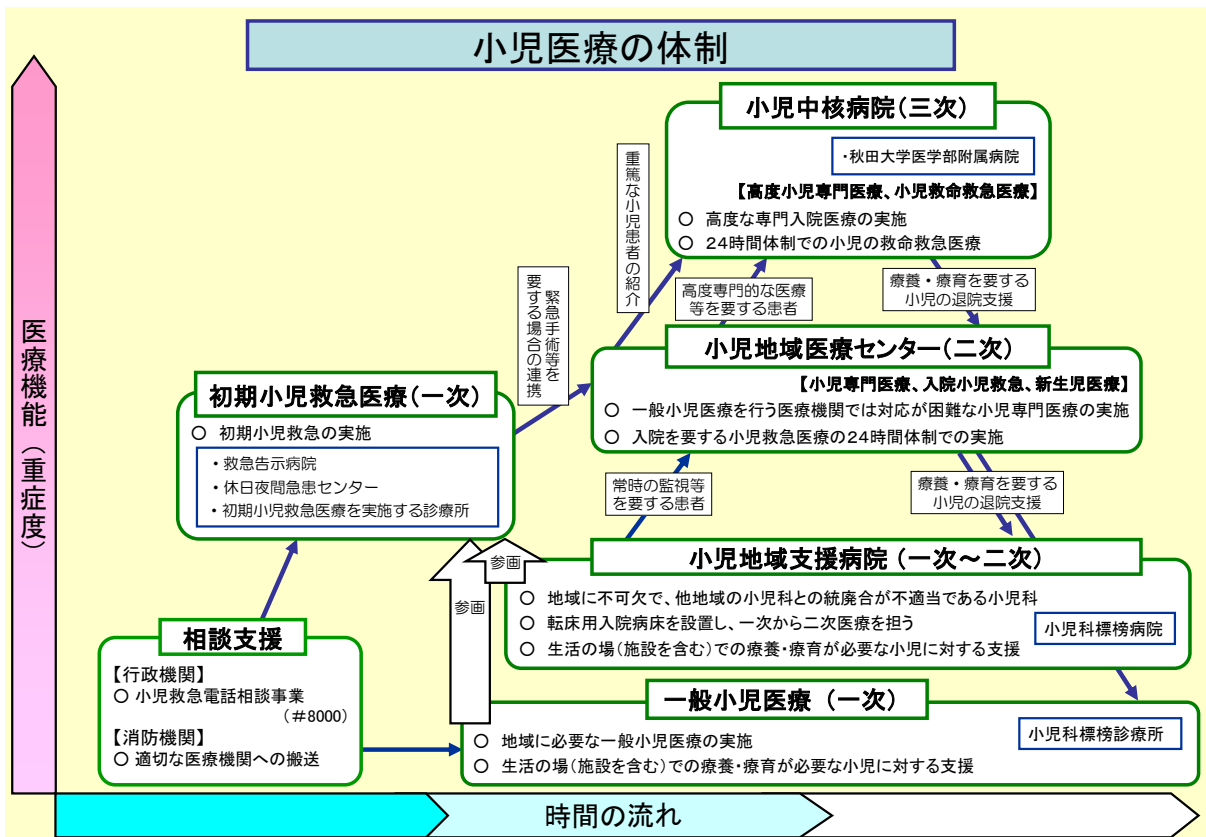 小児医療の体制
医療機能（重症度）
小児中核病院（三次）
・秋田大学医学部附属病院
【高度小児専門医療、小児救命救急医療】
○ 高度な専門入院医療の実施
○ 24時間体制での小児の救命救急医療
重篤な小児患者の紹介
緊急手術等を
要する場合の連携
高度専門的な医療
等を要する患者
療養・療育を要する
小児の退院支援
小児地域医療センター（二次）
【小児専門医療、入院小児救急、新生児医療】
○ 一般小児医療を行う医療機関では対応が困難な小児専門医療の実施
○ 入院を要する小児救急医療の24時間体制での実施
初期小児救急医療（一次）
○ 初期小児救急の実施
・救急告示病院
・休日夜間急患センター
・初期小児救急医療を実施する診療所
常時の監視等
を要する患者
療養・療育を要する
小児の退院支援
参画
参画
小児地域支援病院（一次～二次）
○ 地域に不可欠で、他地域の小児科との統廃合が不適当である小児科
○ 転床用入院病床を設置し、一次から二次医療を担う
○ 生活の場（施設を含む）での療養・療育が必要な小児に対する支援
小児科標榜病院
相談支援
【行政機関】
○ 小児救急電話相談事業
（＃8000）
【消防機関】
○ 適切な医療機関への搬送
一般小児医療（一次）
○ 地域に必要な一般小児医療の実施
○ 生活の場（施設を含む）での療養・療育が必要な小児に対する支援
小児科標榜診療所
時間の流れ